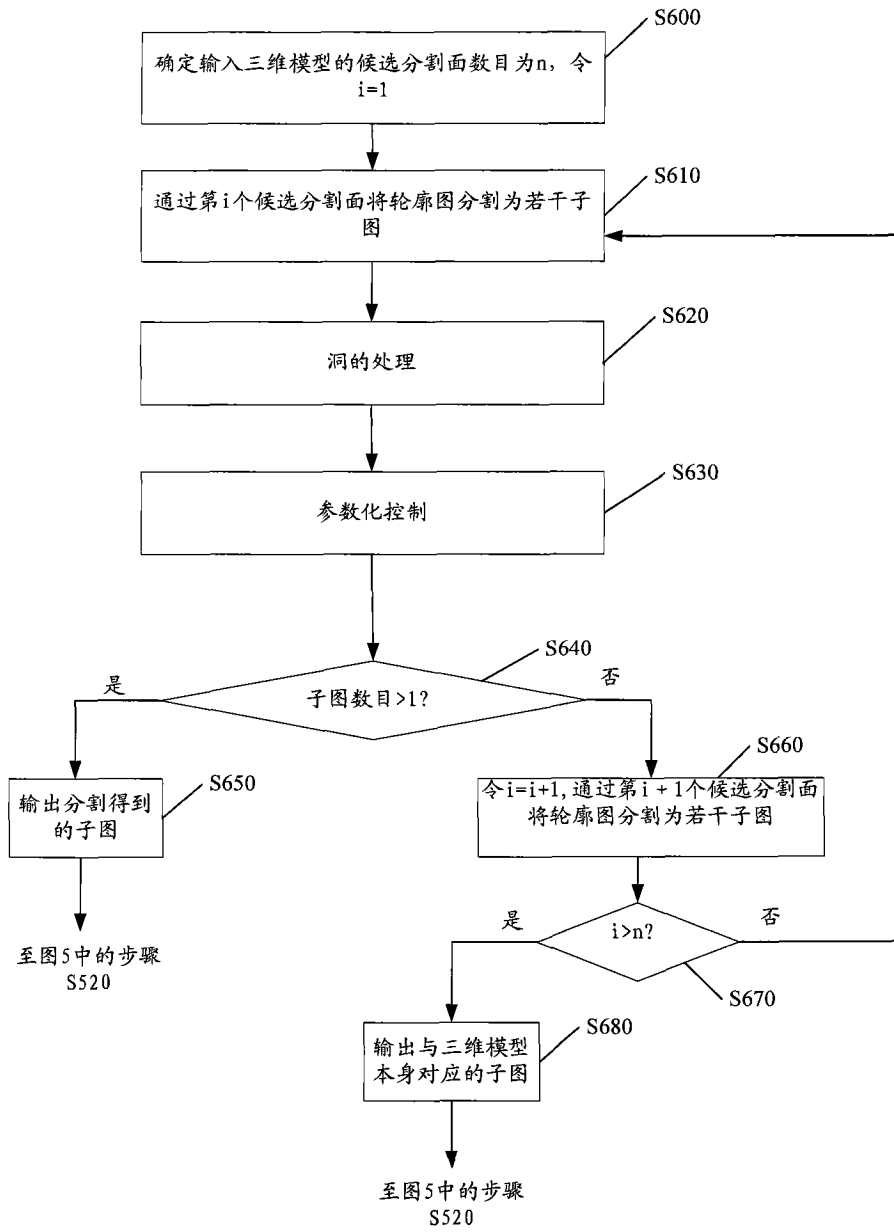 S600
确定输入三维模型的候选分割面数目为n，令
i=1
S610
通过第i个候选分割面将轮廓图分割为若干子
图
S620
洞的处理
S630
参数化控制
S640
是
否
子图数目>1?
S650
输出分割得到
的子图
S660
令i=i+1,通过第i+1个候选分割面
将轮廓图分割为若干子图
至图5中的步骤
S520
是
否
i>n?
S670
S680
输出与三维模型
本身对应的子图
至图5中的步骤
S520